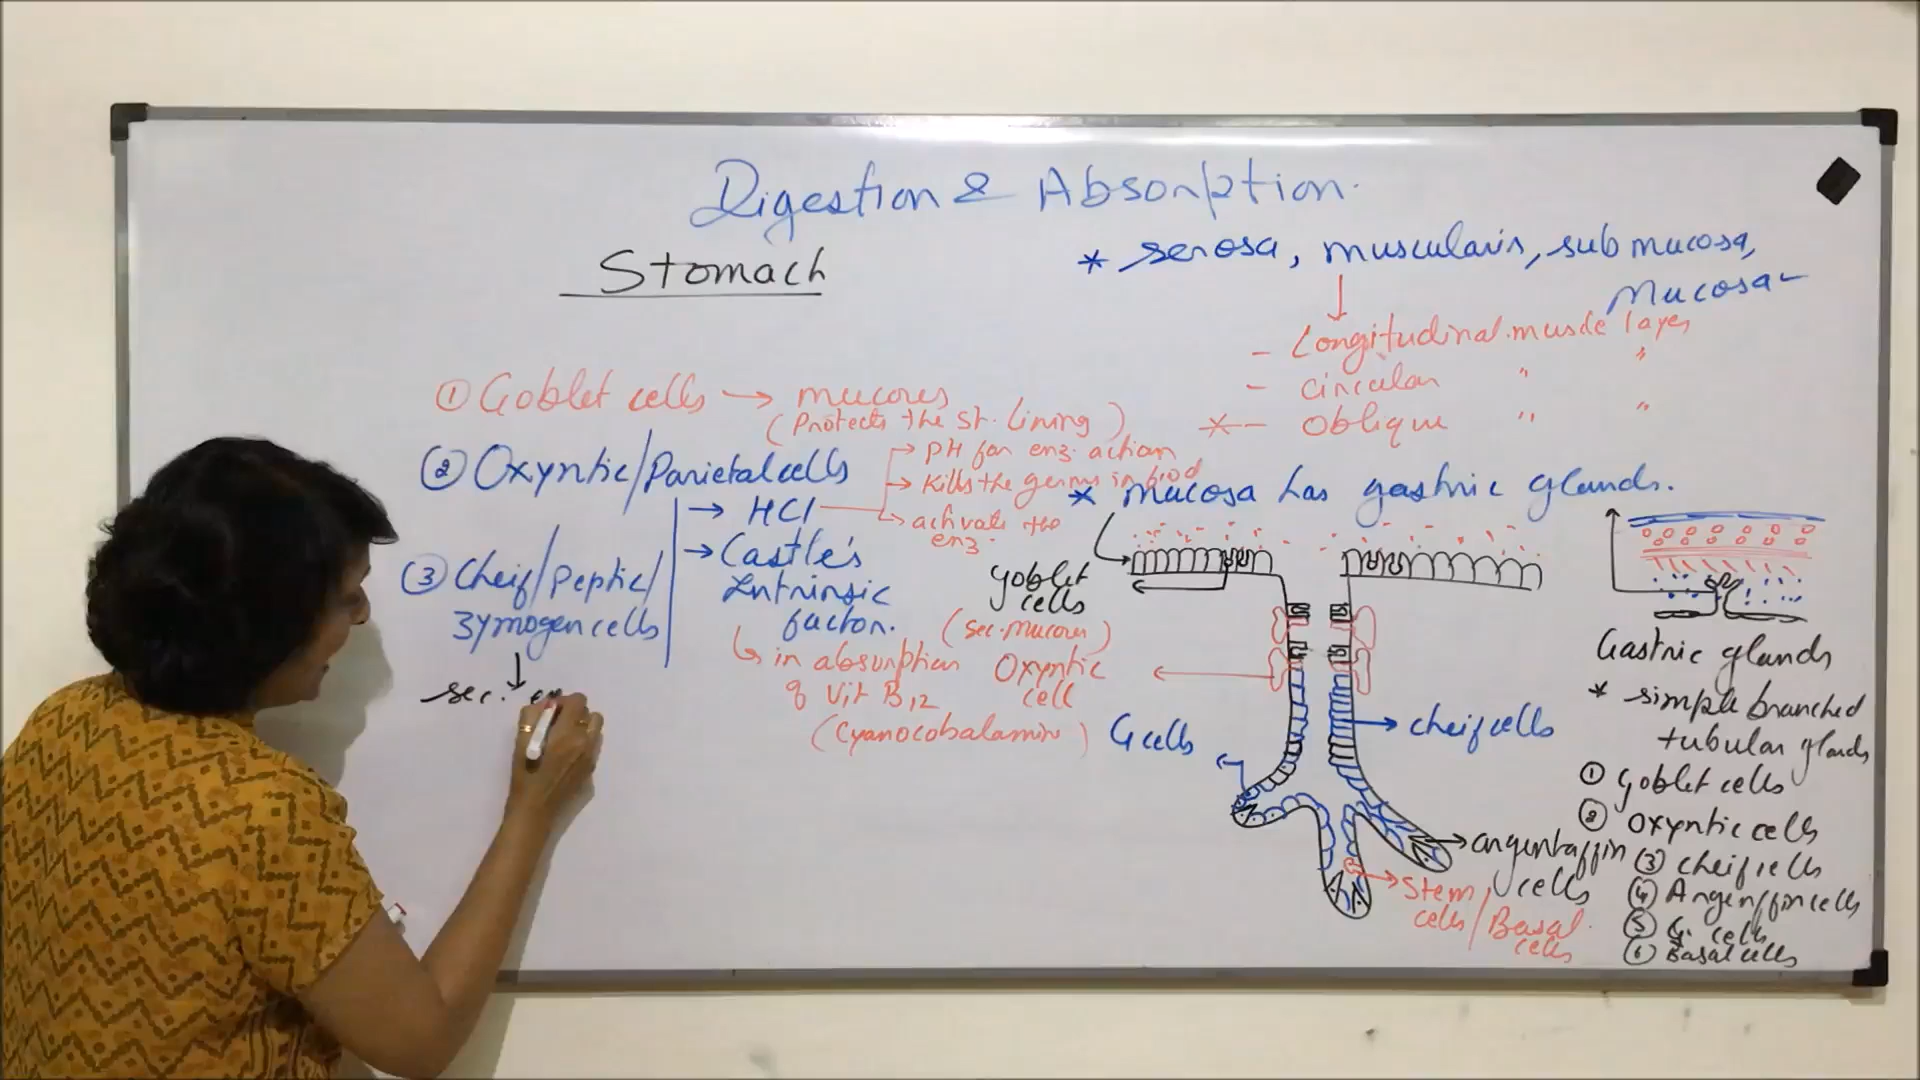 Digestion & Absorption.
Stomach
* serosa, muscularis, sub mucosa,
Mucosa
- Longitudinal muscle layer
- circular " "
*- oblique " "
① Goblet cells → mucous
(Protects the St. lining)
② Oxyntic/Parietal cells
→ HCl
→ PH for enz. action
→ Kills the germs in food
→ activate the
enz.
→ Castle's
Intrinsic
factor.
↳ in absorption
of Vit B12
(Cyanocobalamin)
③ Cheif/Peptic/
Zymogen cells
↓
sec. en
* Mucosa has gastric glands.
goblet
cells
(sec. mucous)
Oxyntic
cell
G cells
cheif cells
argentaffin
cells
Stem
cells/Basal
cells
Gastric glands
* simple branched
tubular glands
① goblet cells
② oxyntic cells
③ cheif cells
④ Argenffin cells
⑤ G. cells
⑥ Basal cells